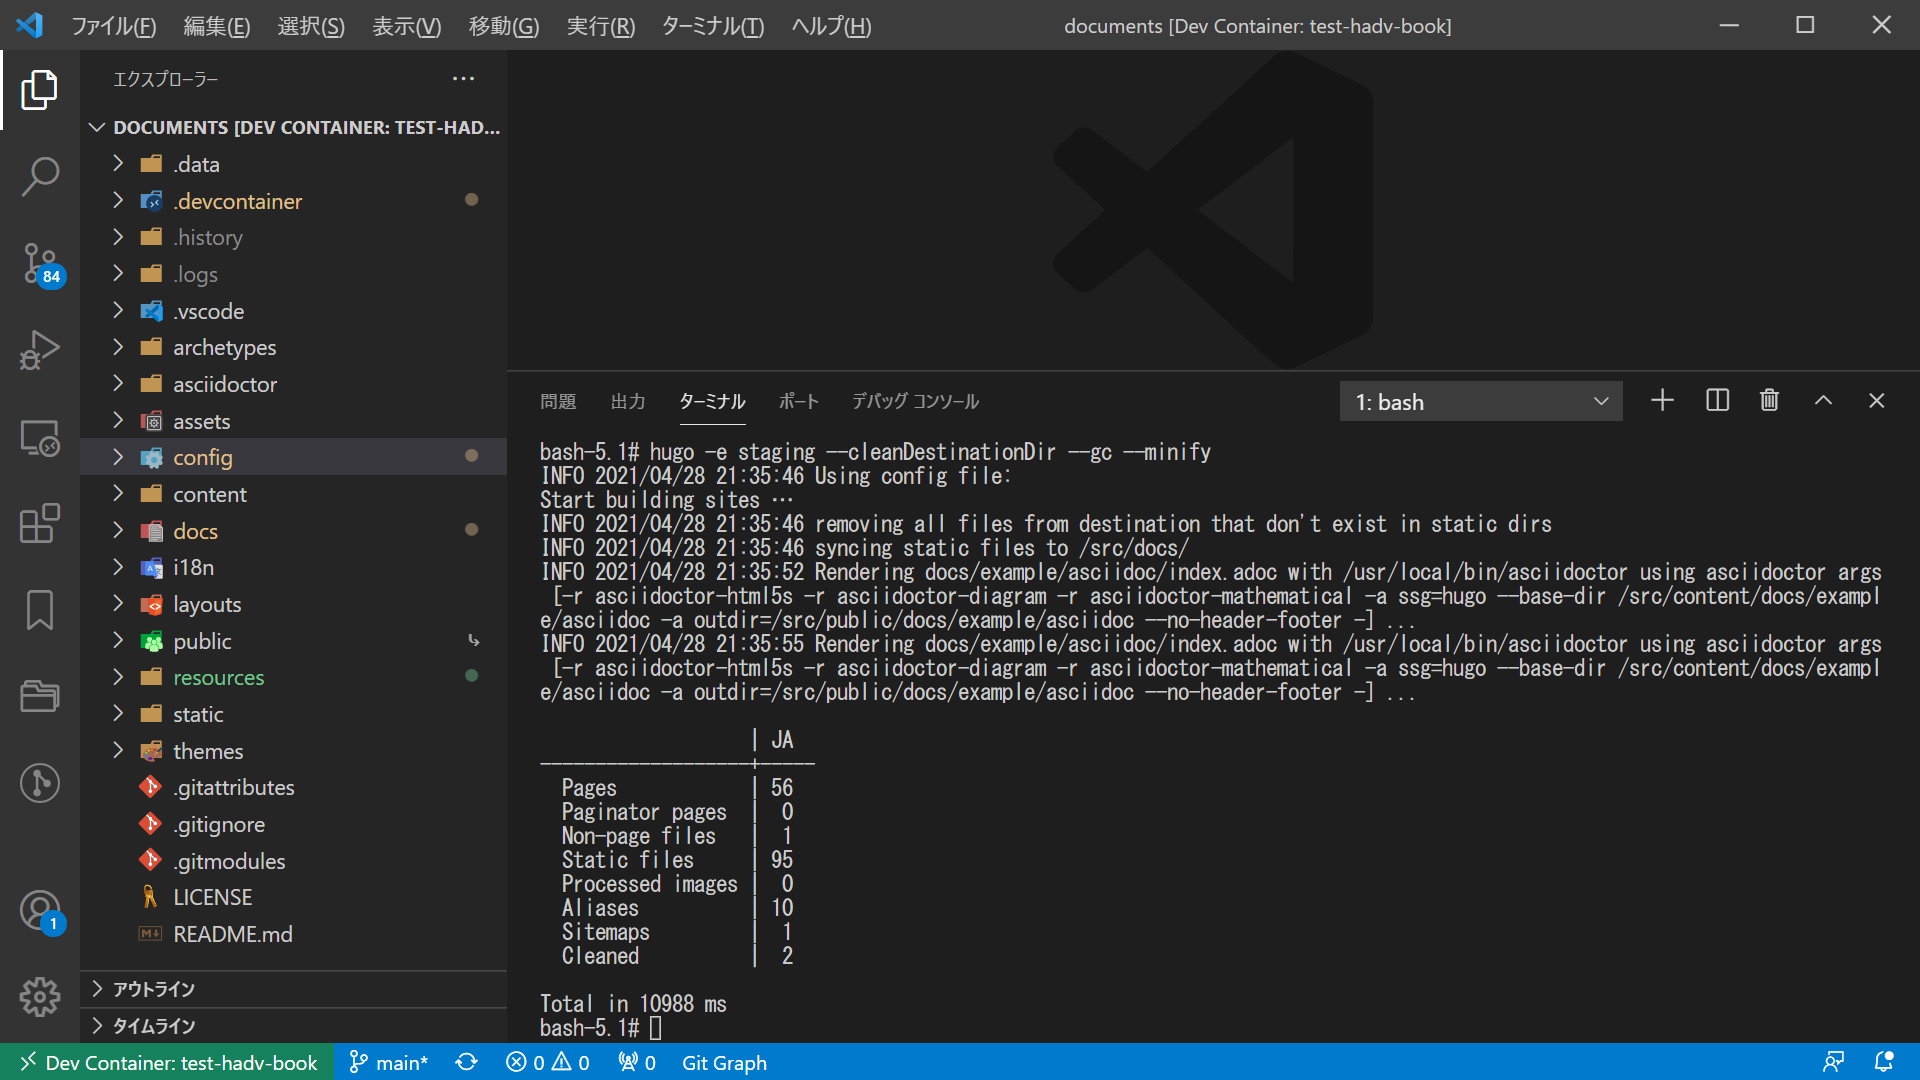 ファイル(F) 編集(E) 選択(S) 表示(V) 移動(G) 実行(R) ターミナル(T) ヘルプ(H) documents [Dev Container: test-hadv-book]
エクスプローラー
DOCUMENTS [DEV CONTAINER: TEST-HAD...
.data
.devcontainer
.history
.logs
.vscode
archetypes
asciidoctor
assets
config
content
docs
i18n
layouts
public
resources
static
themes
.gitattributes
.gitignore
.gitmodules
LICENSE
README.md
アウトライン
タイムライン
84
1
問題 出力 ターミナル ポート デバッグ コンソール 1: bash
bash-5.1# hugo -e staging --cleanDestinationDir --gc --minify
INFO 2021/04/28 21:35:46 Using config file:
Start building sites …
INFO 2021/04/28 21:35:46 removing all files from destination that don't exist in static dirs
INFO 2021/04/28 21:35:46 syncing static files to /src/docs/
INFO 2021/04/28 21:35:52 Rendering docs/example/asciidoc/index.adoc with /usr/local/bin/asciidoctor using asciidoctor args
[-r asciidoctor-html5s -r asciidoctor-diagram -r asciidoctor-mathematical -a ssg=hugo --base-dir /src/content/docs/exampl
e/asciidoc -a outdir=/src/public/docs/example/asciidoc --no-header-footer -] ...
INFO 2021/04/28 21:35:55 Rendering docs/example/asciidoc/index.adoc with /usr/local/bin/asciidoctor using asciidoctor args
[-r asciidoctor-html5s -r asciidoctor-diagram -r asciidoctor-mathematical -a ssg=hugo --base-dir /src/content/docs/exampl
e/asciidoc -a outdir=/src/public/docs/example/asciidoc --no-header-footer -] ...
| JA
-------------------+-----
Pages | 56
Paginator pages | 0
Non-page files | 1
Static files | 95
Processed images | 0
Aliases | 10
Sitemaps | 1
Cleaned | 2
Total in 10988 ms
bash-5.1#
Dev Container: test-hadv-book main* 0 0 0 Git Graph